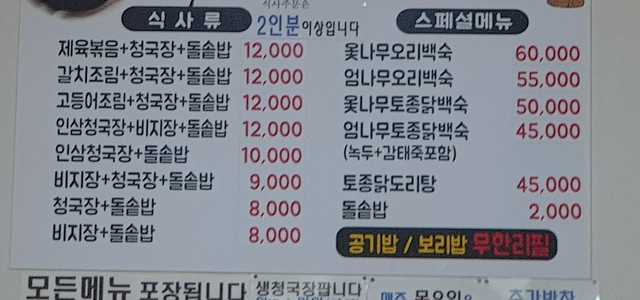 식사류
식사주문은
2인분이상입니다
제육볶음+청국장+돌솥밥 12,000
갈치조림+청국장+돌솥밥 12,000
고등어조림+청국장+돌솥밥 12,000
인삼청국장+비지장+돌솥밥 12,000
인삼청국장+돌솥밥 10,000
비지장+청국장+돌솥밥 9,000
청국장+돌솥밥 8,000
비지장+돌솥밥 8,000
스페셜메뉴
옻나무오리백숙 60,000
엄나무오리백숙 55,000
옻나무토종닭백숙 50,000
엄나무토종닭백숙 45,000
(녹두+감태죽포함)
토종닭도리탕 45,000
돌솥밥 2,000
공기밥 / 보리밥 무한리필
모든메뉴 포장됩니다
생청국장팝니다
매주 목요일은
추가반찬